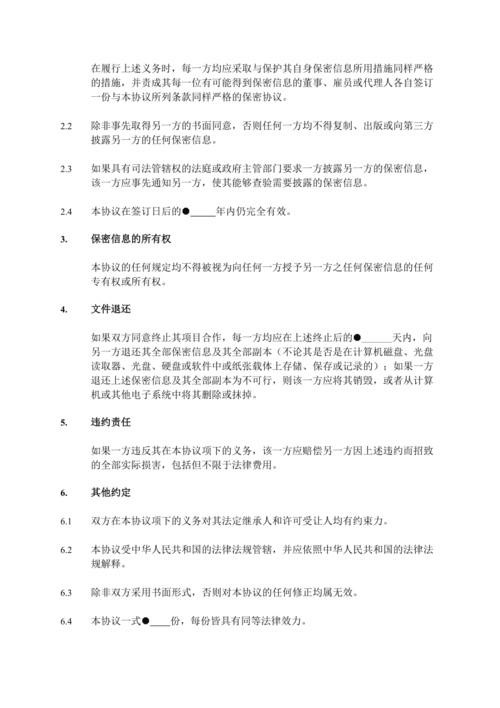 在履行上述义务时，每一方均应采取与保护其自身保密信息所用措施同样严格
的措施，并责成其每一位有可能得到保密信息的董事、雇员或代理人各自签订
一份与本协议所列条款同样严格的保密协议。
2.2 除非事先取得另一方的书面同意，否则任何一方均不得复制、出版或向第三方
披露另一方的任何保密信息。
2.3 如果具有司法管辖权的法庭或政府主管部门要求一方披露另一方的保密信息，
该一方应事先通知另一方，使其能够查验需要披露的保密信息。
2.4 本协议在签订日后的●_____年内仍完全有效。
3. 保密信息的所有权
本协议的任何规定均不得被视为向任何一方授予另一方之任何保密信息的任何
专有权或所有权。
4. 文件退还
如果双方同意终止其项目合作，每一方均应在上述终止后的●______天内，向
另一方退还其全部保密信息及其全部副本（不论其是否是在计算机磁盘、光盘
读取器、光盘、硬盘或软件中或纸张载体上存储、保存或记录的）；如果一方
退还上述保密信息及其全部副本为不可行，则该一方应将其销毁，或者从计算
机或其他电子系统中将其删除或抹掉。
5. 违约责任
如果一方违反其在本协议项下的义务，该一方应赔偿另一方因上述违约而招致
的全部实际损害，包括但不限于法律费用。
6. 其他约定
6.1 双方在本协议项下的义务对其法定继承人和许可受让人均有约束力。
6.2 本协议受中华人民共和国的法律法规管辖，并应依照中华人民共和国的法律法
规解释。
6.3 除非双方采用书面形式，否则对本协议的任何修正均属无效。
6.4 本协议一式●____份，每份皆具有同等法律效力。